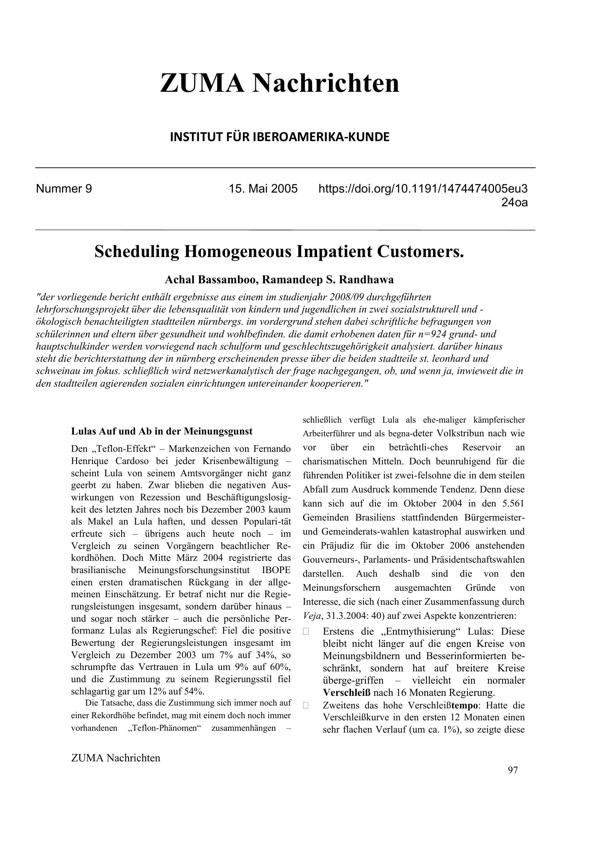 ZUMA Nachrichten
INSTITUT FÜR IBEROAMERIKA-KUNDE
Nummer 9 15. Mai 2005 https://doi.org/10.1191/1474474005eu3
24oa
Scheduling Homogeneous Impatient Customers.
Achal Bassamboo, Ramandeep S. Randhawa
"der vorliegende bericht enthält ergebnisse aus einem im studienjahr 2008/09 durchgeführten
lehrforschungsprojekt über die lebensqualität von kindern und jugendlichen in zwei sozialstrukturell und -
ökologisch benachteiligten stadtteilen nürnbergs. im vordergrund stehen dabei schriftliche befragungen von
schülerinnen und eltern über gesundheit und wohlbefinden. die damit erhobenen daten für n=924 grund- und
hauptschulkinder werden vorwiegend nach schulform und geschlechtszugehörigkeit analysiert. darüber hinaus
steht die berichterstattung der in nürnberg erscheinenden presse über die beiden stadtteile st. leonhard und
schweinau im fokus. schließlich wird netzwerkanalytisch der frage nachgegangen, ob, und wenn ja, inwieweit die in
den stadtteilen agierenden sozialen einrichtungen untereinander kooperieren."
Lulas Auf und Ab in der Meinungsgunst
Den „Teflon-Effekt“ – Markenzeichen von Fernando
Henrique Cardoso bei jeder Krisenbewältigung –
scheint Lula von seinem Amtsvorgänger nicht ganz
geerbt zu haben. Zwar blieben die negativen Aus-
wirkungen von Rezession und Beschäftigungslosig-
keit des letzten Jahres noch bis Dezember 2003 kaum
als Makel an Lula haften, und dessen Populari-tät
erfreute sich – übrigens auch heute noch – im
Vergleich zu seinen Vorgängern beachtlicher Re-
kordhöhen. Doch Mitte März 2004 registrierte das
brasilianische Meinungsforschungsinstitut IBOPE
einen ersten dramatischen Rückgang in der allge-
meinen Einschätzung. Er betraf nicht nur die Regie-
rungsleistungen insgesamt, sondern darüber hinaus –
und sogar noch stärker – auch die persönliche Per-
formanz Lulas als Regierungschef: Fiel die positive
Bewertung der Regierungsleistungen insgesamt im
Vergleich zu Dezember 2003 um 7% auf 34%, so
schrumpfte das Vertrauen in Lula um 9% auf 60%,
und die Zustimmung zu seinem Regierungsstil fiel
schlagartig gar um 12% auf 54%.
Die Tatsache, dass die Zustimmung sich immer noch auf
einer Rekordhöhe befindet, mag mit einem doch noch immer
vorhandenen „Teflon-Phänomen“ zusammenhängen –
schließlich verfügt Lula als ehe-maliger kämpferischer
Arbeiterführer und als begna-deter Volkstribun nach wie
vor über ein beträchtli-ches Reservoir an
charismatischen Mitteln. Doch beunruhigend für die
führenden Politiker ist zwei-felsohne die in dem steilen
Abfall zum Ausdruck kommende Tendenz. Denn diese
kann sich auf die im Oktober 2004 in den 5.561
Gemeinden Brasiliens stattfindenden Bürgermeister-
und Gemeinderats-wahlen katastrophal auswirken und
ein Präjudiz für die im Oktober 2006 anstehenden
Gouverneurs-, Parlaments- und Präsidentschaftswahlen
darstellen. Auch deshalb sind die von den
Meinungsforschern ausgemachten Gründe von
Interesse, die sich (nach einer Zusammenfassung durch
Veja, 31.3.2004: 40) auf zwei Aspekte konzentrieren:
Erstens die „Entmythisierung“ Lulas: Diese
bleibt nicht länger auf die engen Kreise von
Meinungsbildnern und Besserinformierten be-
schränkt, sondern hat auf breitere Kreise
überge-griffen – vielleicht ein normaler
Verschleiß nach 16 Monaten Regierung.
Zweitens das hohe Verschleißtempo: Hatte die
Verschleißkurve in den ersten 12 Monaten einen
sehr flachen Verlauf (um ca. 1%), so zeigte diese
ZUMA Nachrichten
97